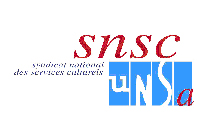 snsc
syndicat national
des services culturels
UNSa